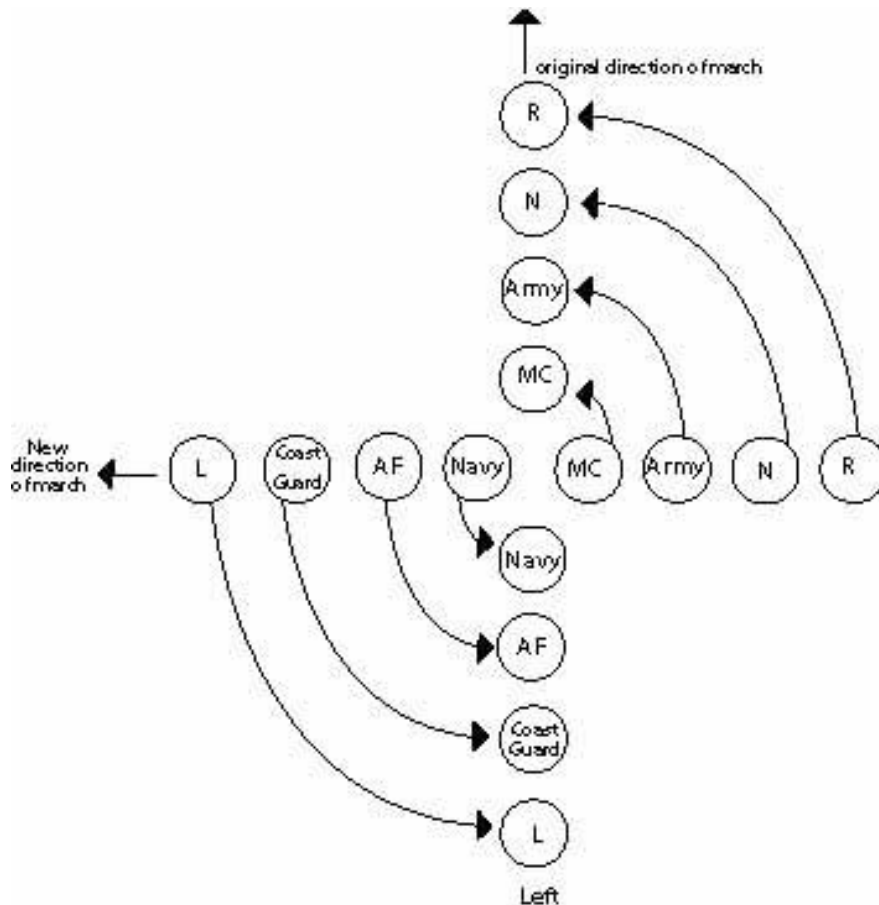 original direction of march
R
N
Army
MC
New
direction
of march
L
Coast
Guard
AF
Navy
MC
Army
N
R
Navy
AF
Coast
Guard
L
Left